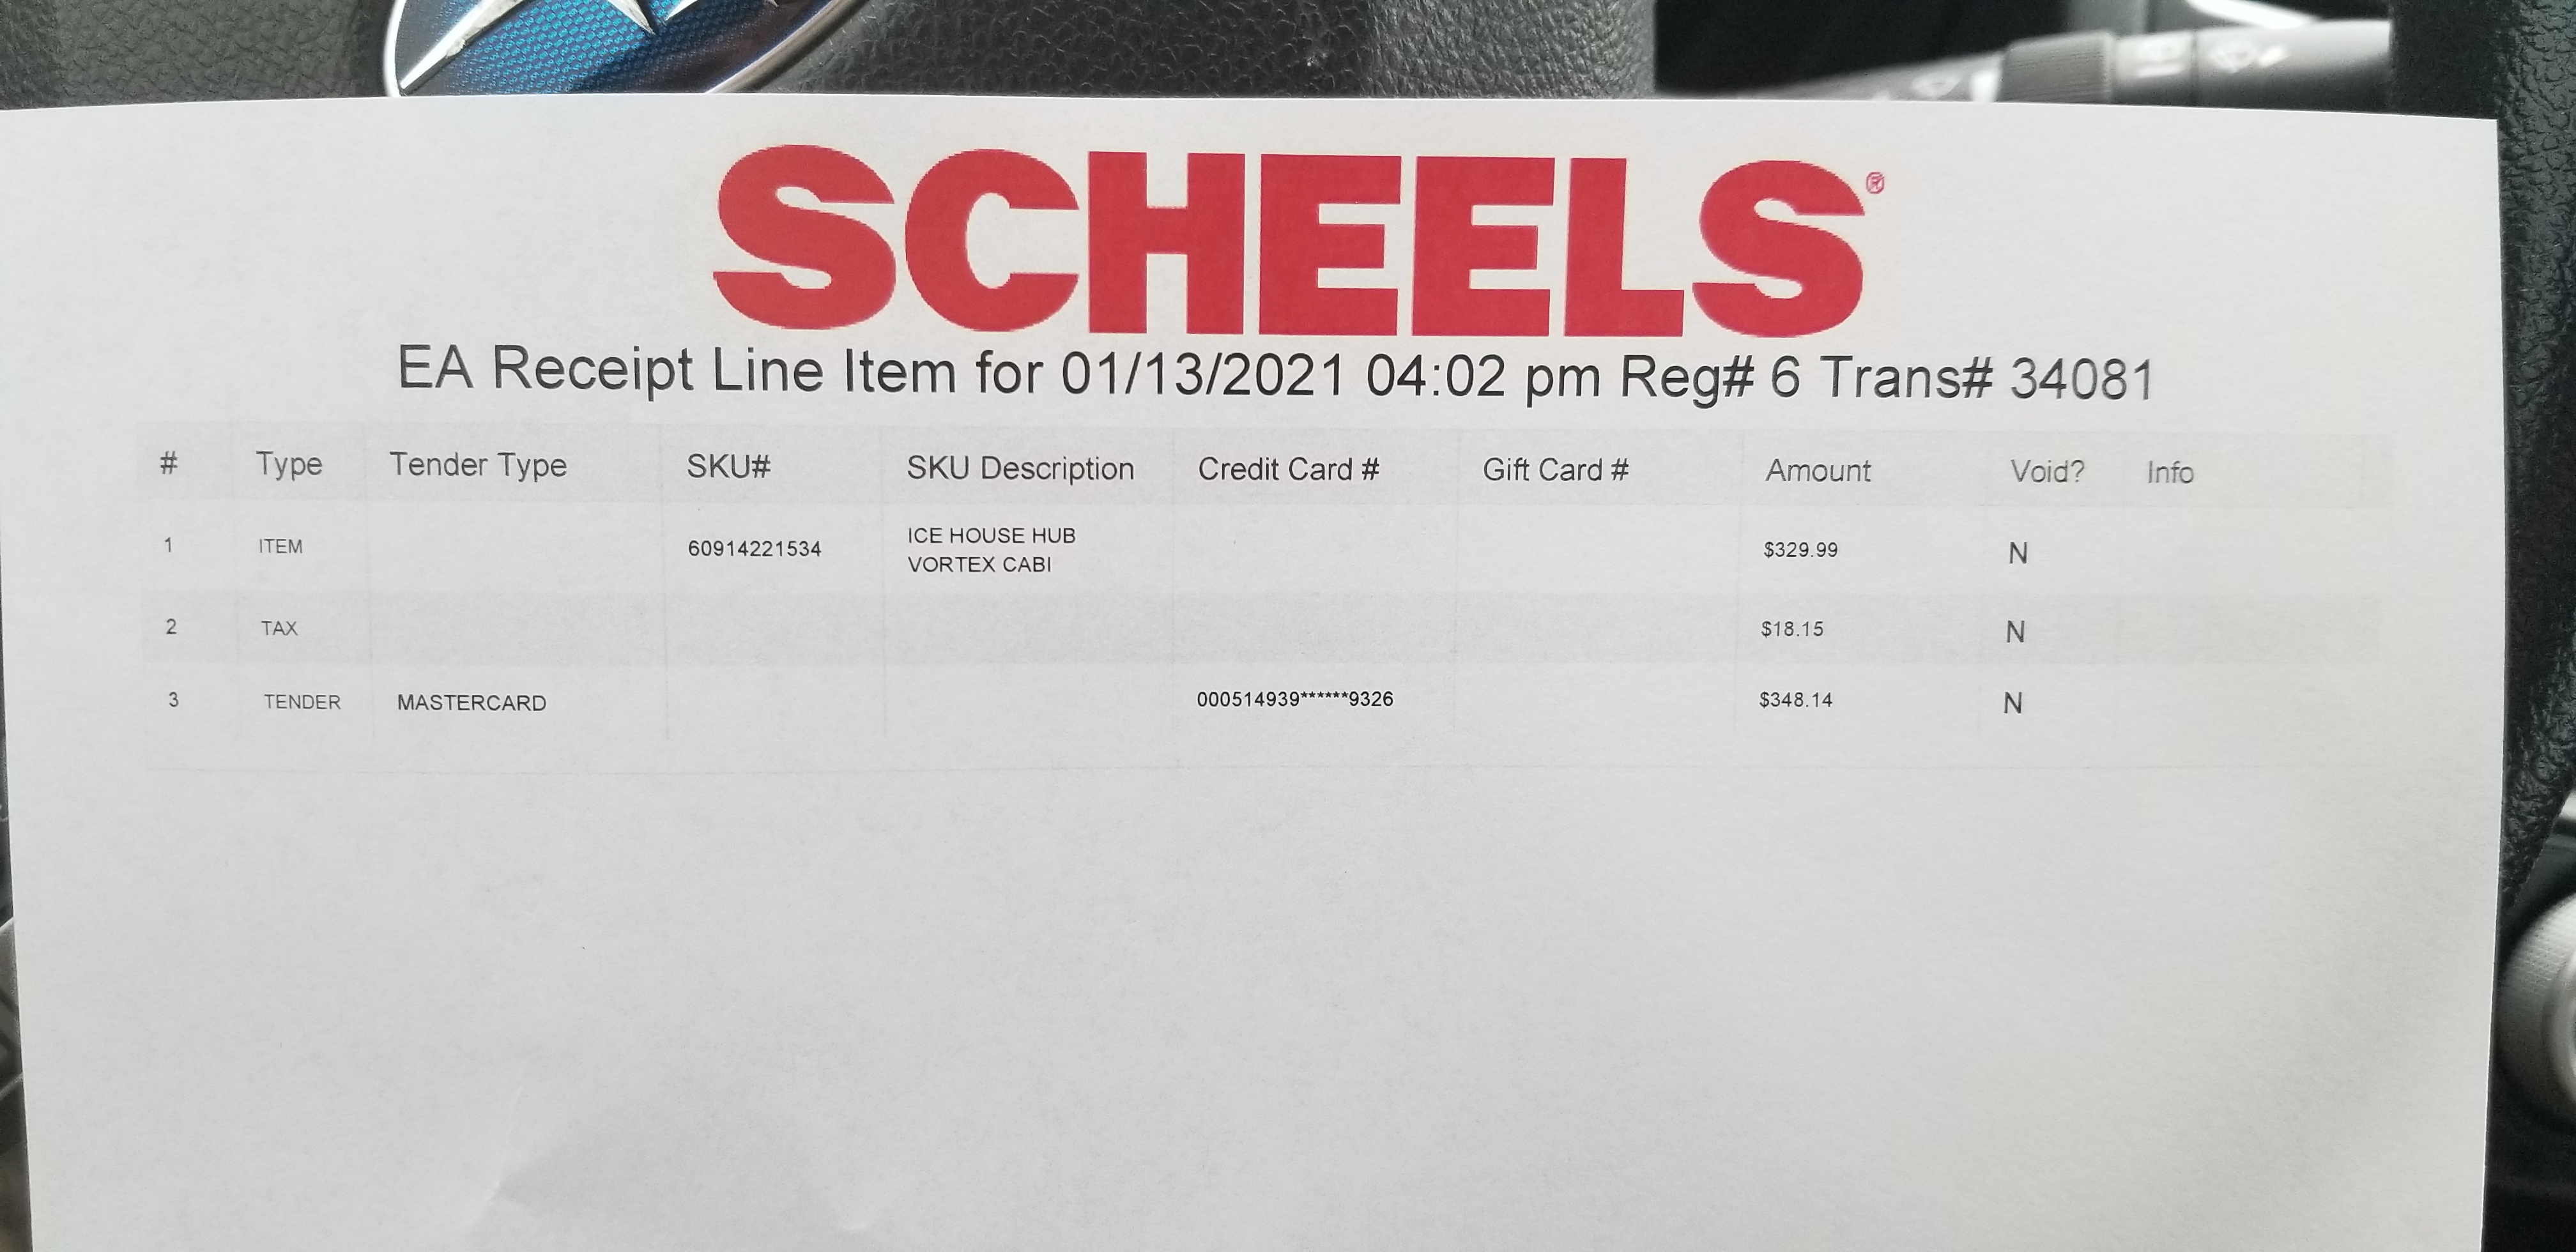 SCHEELS®
EA Receipt Line Item for 01/13/2021 04:02 pm Reg# 6 Trans# 34081
# Type Tender Type SKU# SKU Description Credit Card # Gift Card # Amount Void? Info
1 ITEM 60914221534 ICE HOUSE HUB VORTEX CABI $329.99 N
2 TAX $18.15 N
3 TENDER MASTERCARD 000514939******9326 $348.14 N